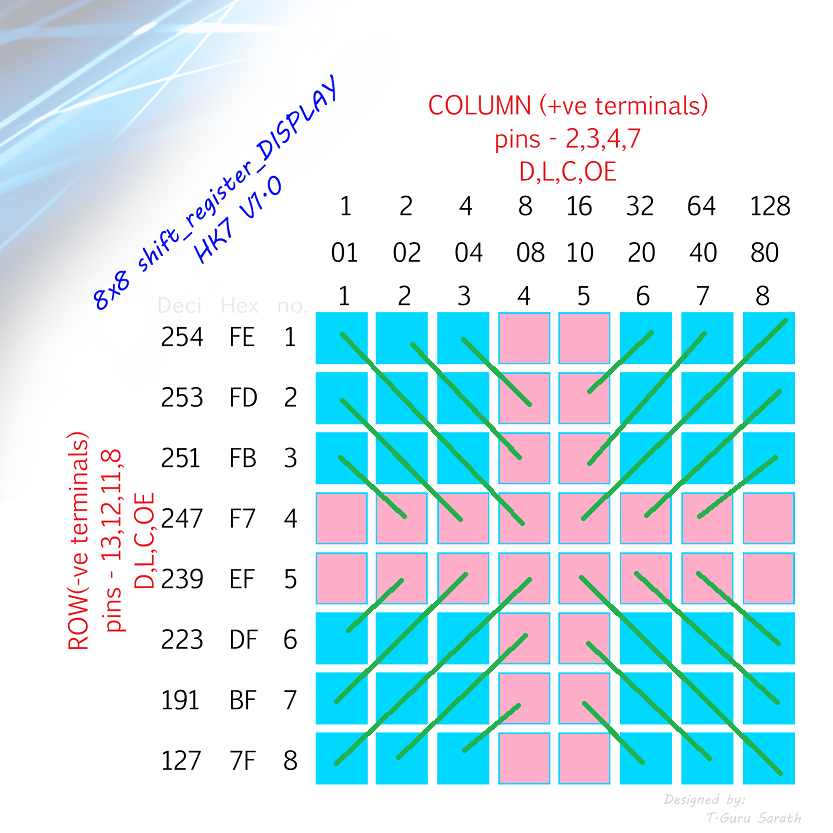 8x8 shift_register_DISPLAY
HK7 V1.0
COLUMN (+ve terminals)
pins - 2,3,4,7
D,L,C,OE
1 2 4 8 16 32 64 128
01 02 04 08 10 20 40 80
Deci Hex no. 1 2 3 4 5 6 7 8
254 FE 1
253 FD 2
251 FB 3
247 F7 4
239 EF 5
223 DF 6
191 BF 7
127 7F 8
ROW(-ve terminals)
pins - 13,12,11,8
D,L,C,OE
Designed by:
T.Guru Sarath